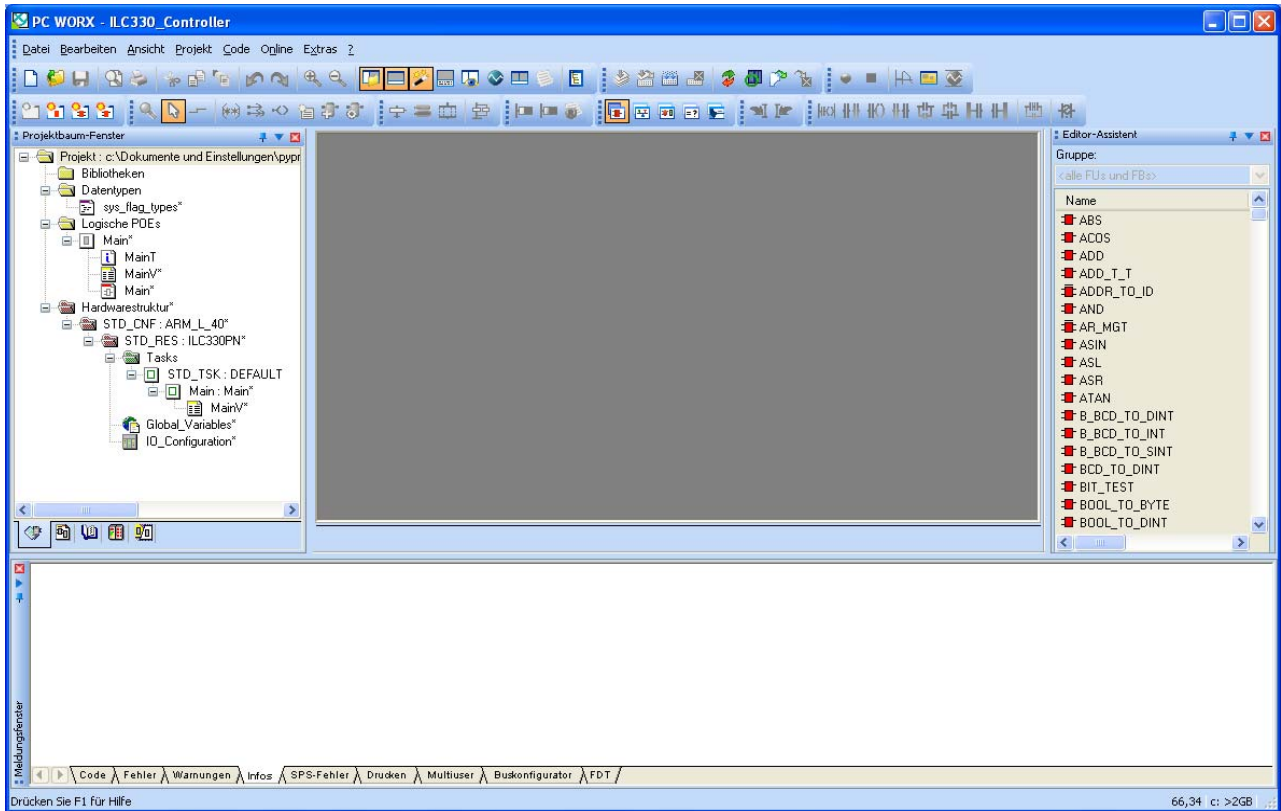 PC WORX - ILC330_Controller
Datei Bearbeiten Ansicht Projekt Code Online Extras ?
Projektbaum-Fenster
Projekt : c:\Dokumente und Einstellungen\pypr
Bibliotheken
Datentypen
sys_flag_types*
Logische POEs
Main*
MainT
MainV*
Main*
Hardwarestruktur*
STD_CNF : ARM_L_40*
STD_RES : ILC330PN*
Tasks
STD_TSK : DEFAULT
Main : Main*
MainV*
Global_Variables*
IO_Configuration*
Editor-Assistent
Gruppe:
<alle FUs und FBs>
Name
ABS
ACOS
ADD
ADD_T_T
ADDR_TO_ID
AND
AR_MGT
ASIN
ASL
ASR
ATAN
B_BCD_TO_DINT
B_BCD_TO_INT
B_BCD_TO_SINT
BCD_TO_DINT
BIT_TEST
BOOL_TO_BYTE
BOOL_TO_DINT
Meldungsfenster
Code Fehler Warnungen Infos SPS-Fehler Drucken Multiuser Buskonfigurator FDT
Drücken Sie F1 für Hilfe
66,34 c: >2GB